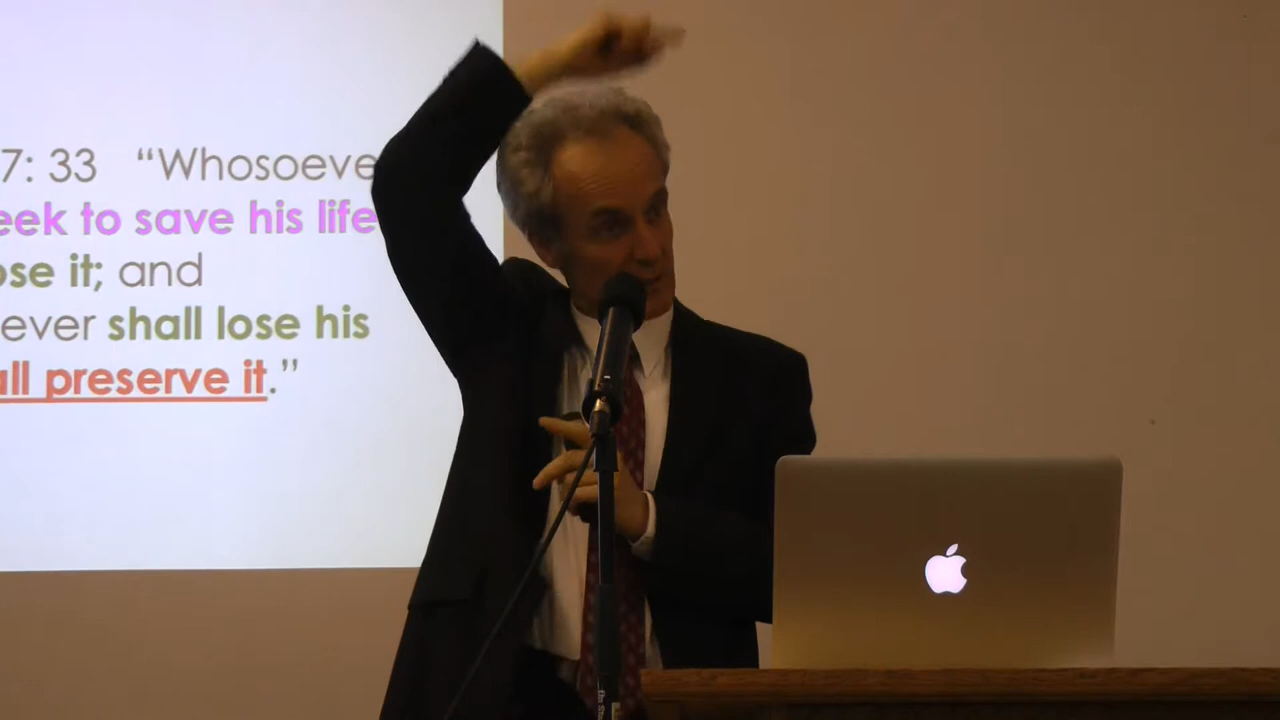 7: 33 “Whosoeve
eek to save his life
ose it; and
ever shall lose his
all preserve it.”